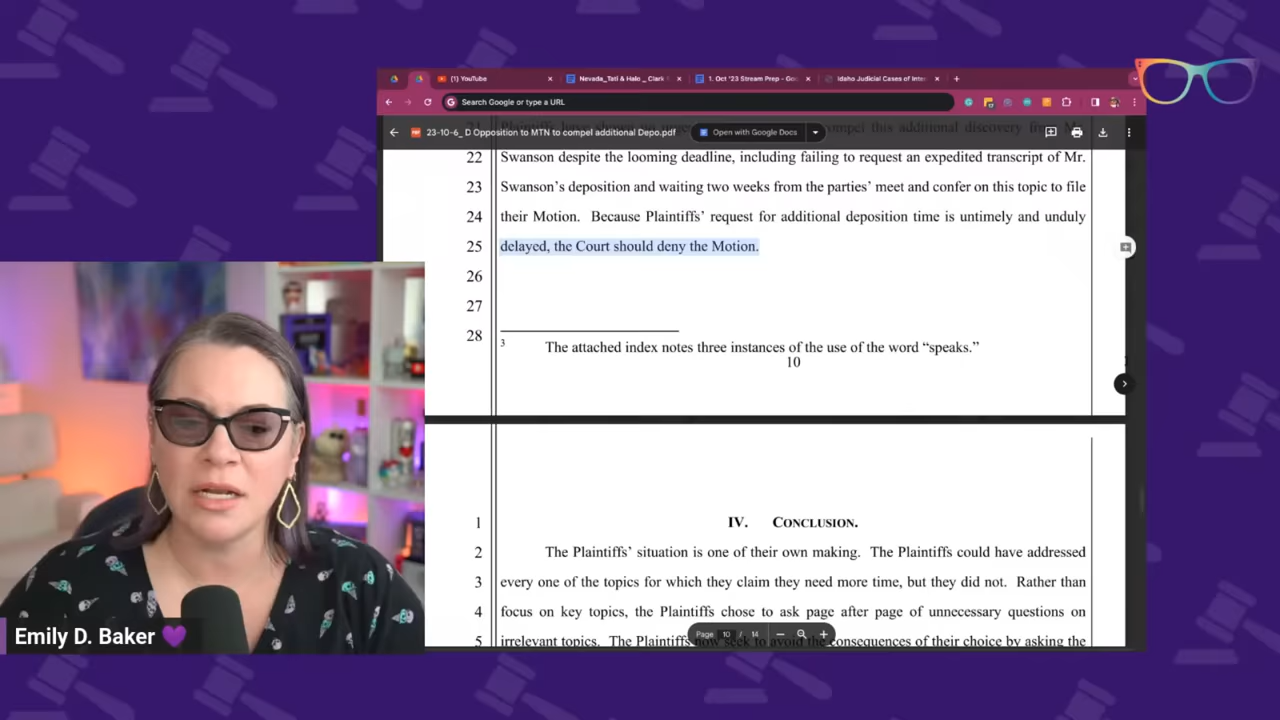 (1) YouTube
Nevada_Tati & Halo _ Clark
1. Oct '23 Stream Prep - Goo
Idaho Judicial Cases of Inter
Search Google or type a URL
23-10-6_ D Opposition to MTN to compel additional Depo.pdf
Open with Google Docs
compel this additional discovery
22 Swanson despite the looming deadline, including failing to request an expedited transcript of Mr.
23 Swanson's deposition and waiting two weeks from the parties' meet and confer on this topic to file
24 their Motion. Because Plaintiffs' request for additional deposition time is untimely and unduly
25 delayed, the Court should deny the Motion.
26
27
28
3 The attached index notes three instances of the use of the word “speaks.”
10
1 IV. CONCLUSION.
2 The Plaintiffs' situation is one of their own making. The Plaintiffs could have addressed
3 every one of the topics for which they claim they need more time, but they did not. Rather than
4 focus on key topics, the Plaintiffs chose to ask page after page of unnecessary questions on
5 irrelevant topics. The Plaintiffs now seek to avoid the consequences of their choice by asking the
Page 10 / 14
Emily D. Baker 💜